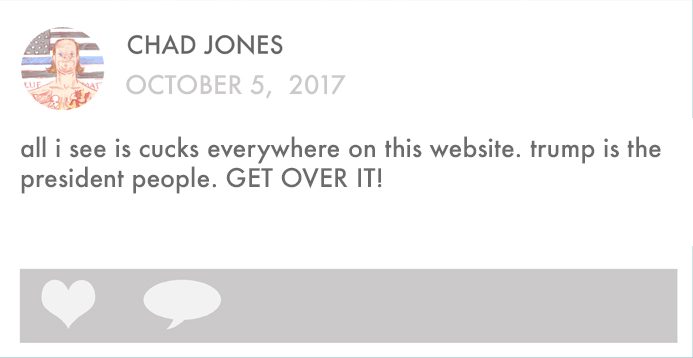 CHAD JONES
OCTOBER 5, 2017
all i see is cucks everywhere on this website. trump is the
president people. GET OVER IT!